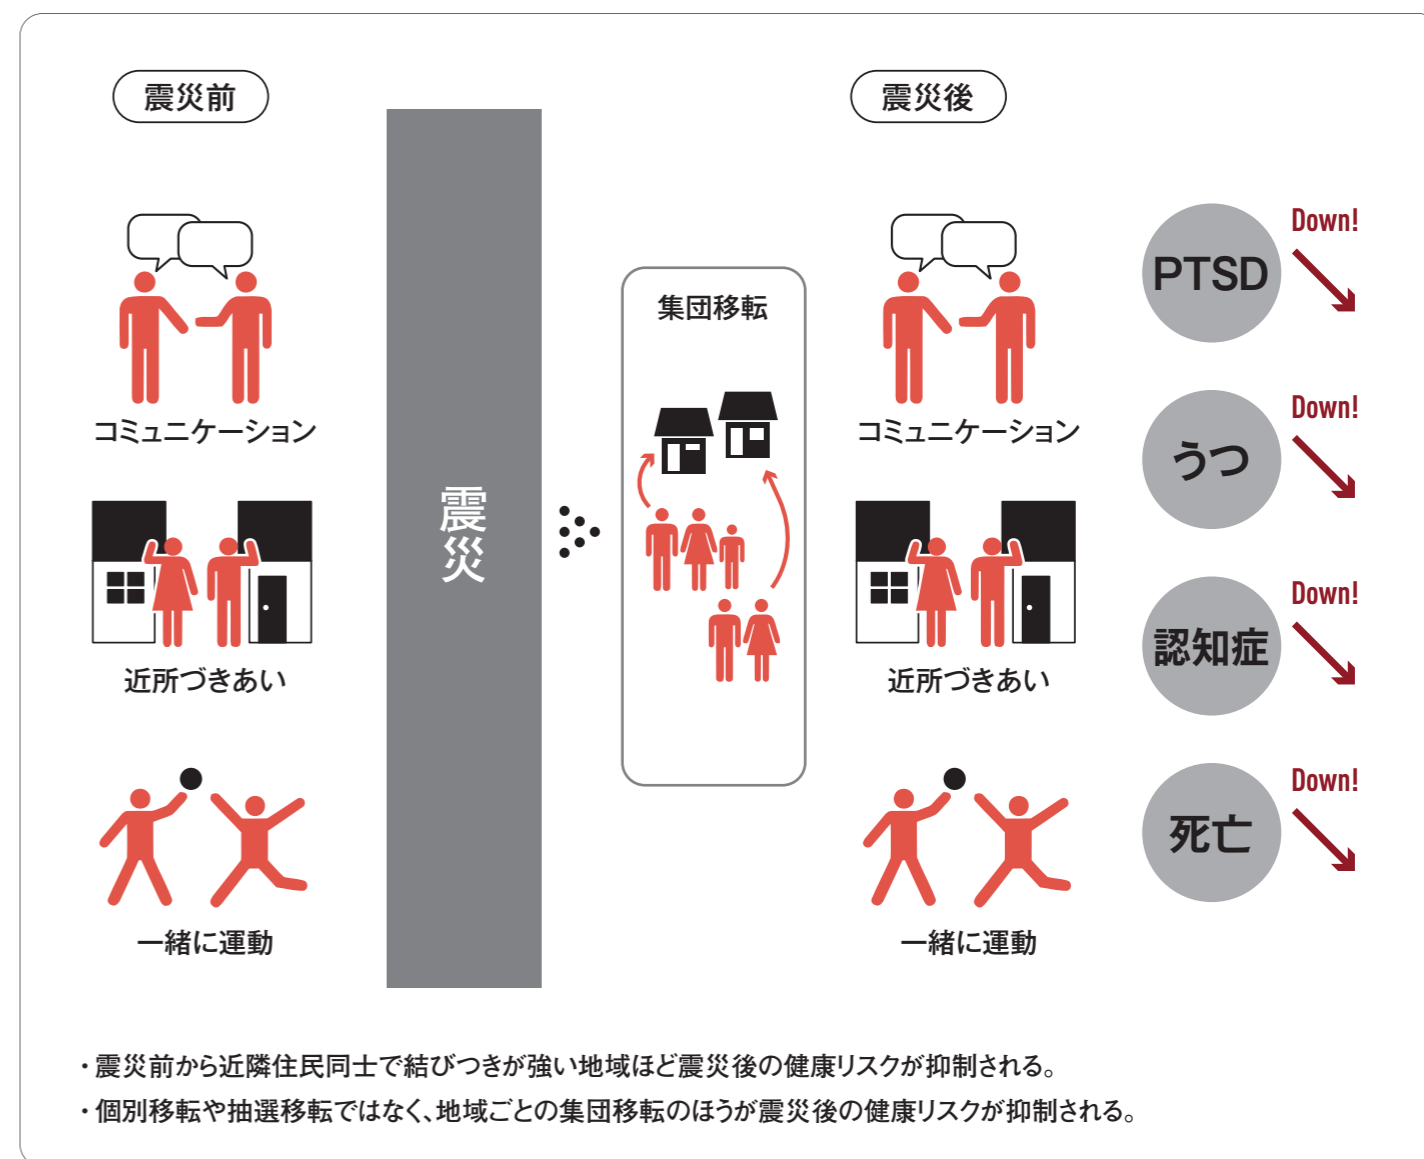 震災前
震災後
コミュニケーション
近所づきあい
一緒に運動
震災
集団移転
コミュニケーション
近所づきあい
一緒に運動
PTSD
Down!
うつ
Down!
認知症
Down!
死亡
Down!
・震災前から近隣住民同士で結びつきが強い地域ほど震災後の健康リスクが抑制される。
・個別移転や抽選移転ではなく、地域ごとの集団移転のほうが震災後の健康リスクが抑制される。